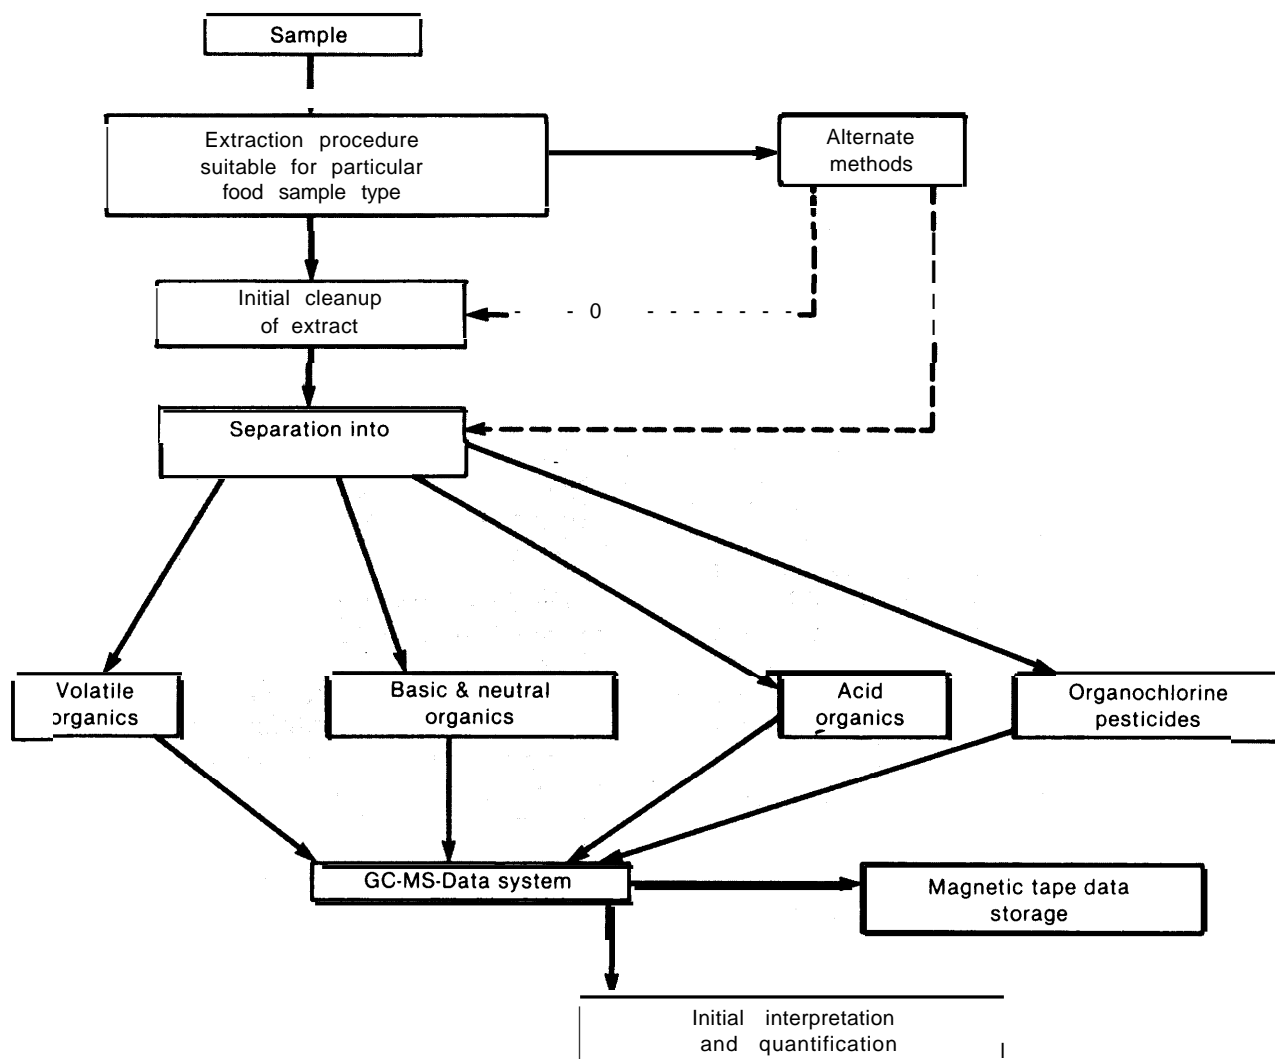 Sample
Extraction procedure
suitable for particular
food sample type
Alternate
methods
Initial cleanup
of extract
Separation into
Volatile
organics
Basic & neutral
organics
Acid
organics
Organochlorine
pesticides
GC-MS-Data system
Magnetic tape data
storage
Initial interpretation
and quantification